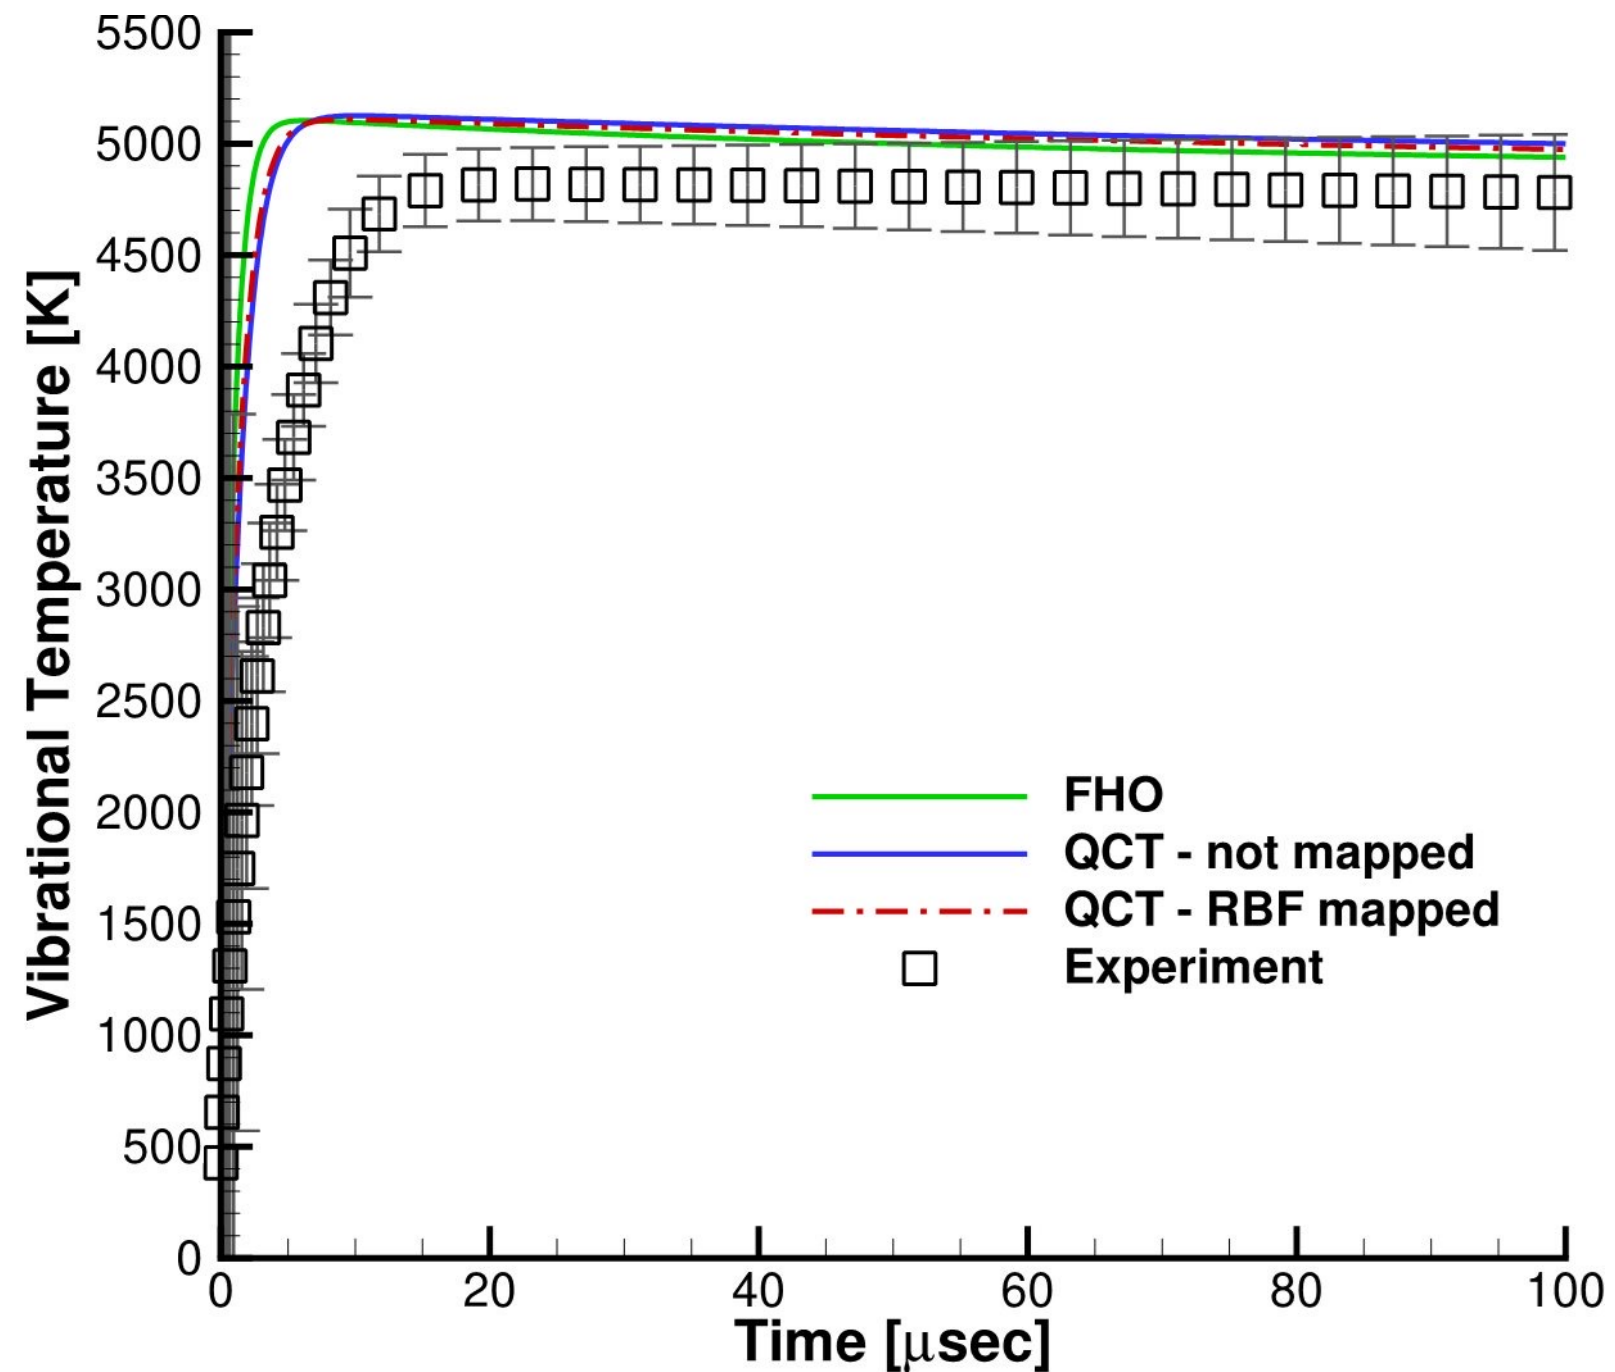 5500
5000
4500
4000
3500
3000
2500
2000
1500
1000
500
0
Vibrational Temperature [K]
FHO
QCT - not mapped
QCT - RBF mapped
Experiment
0 20 40 60 80 100
Time [μsec]